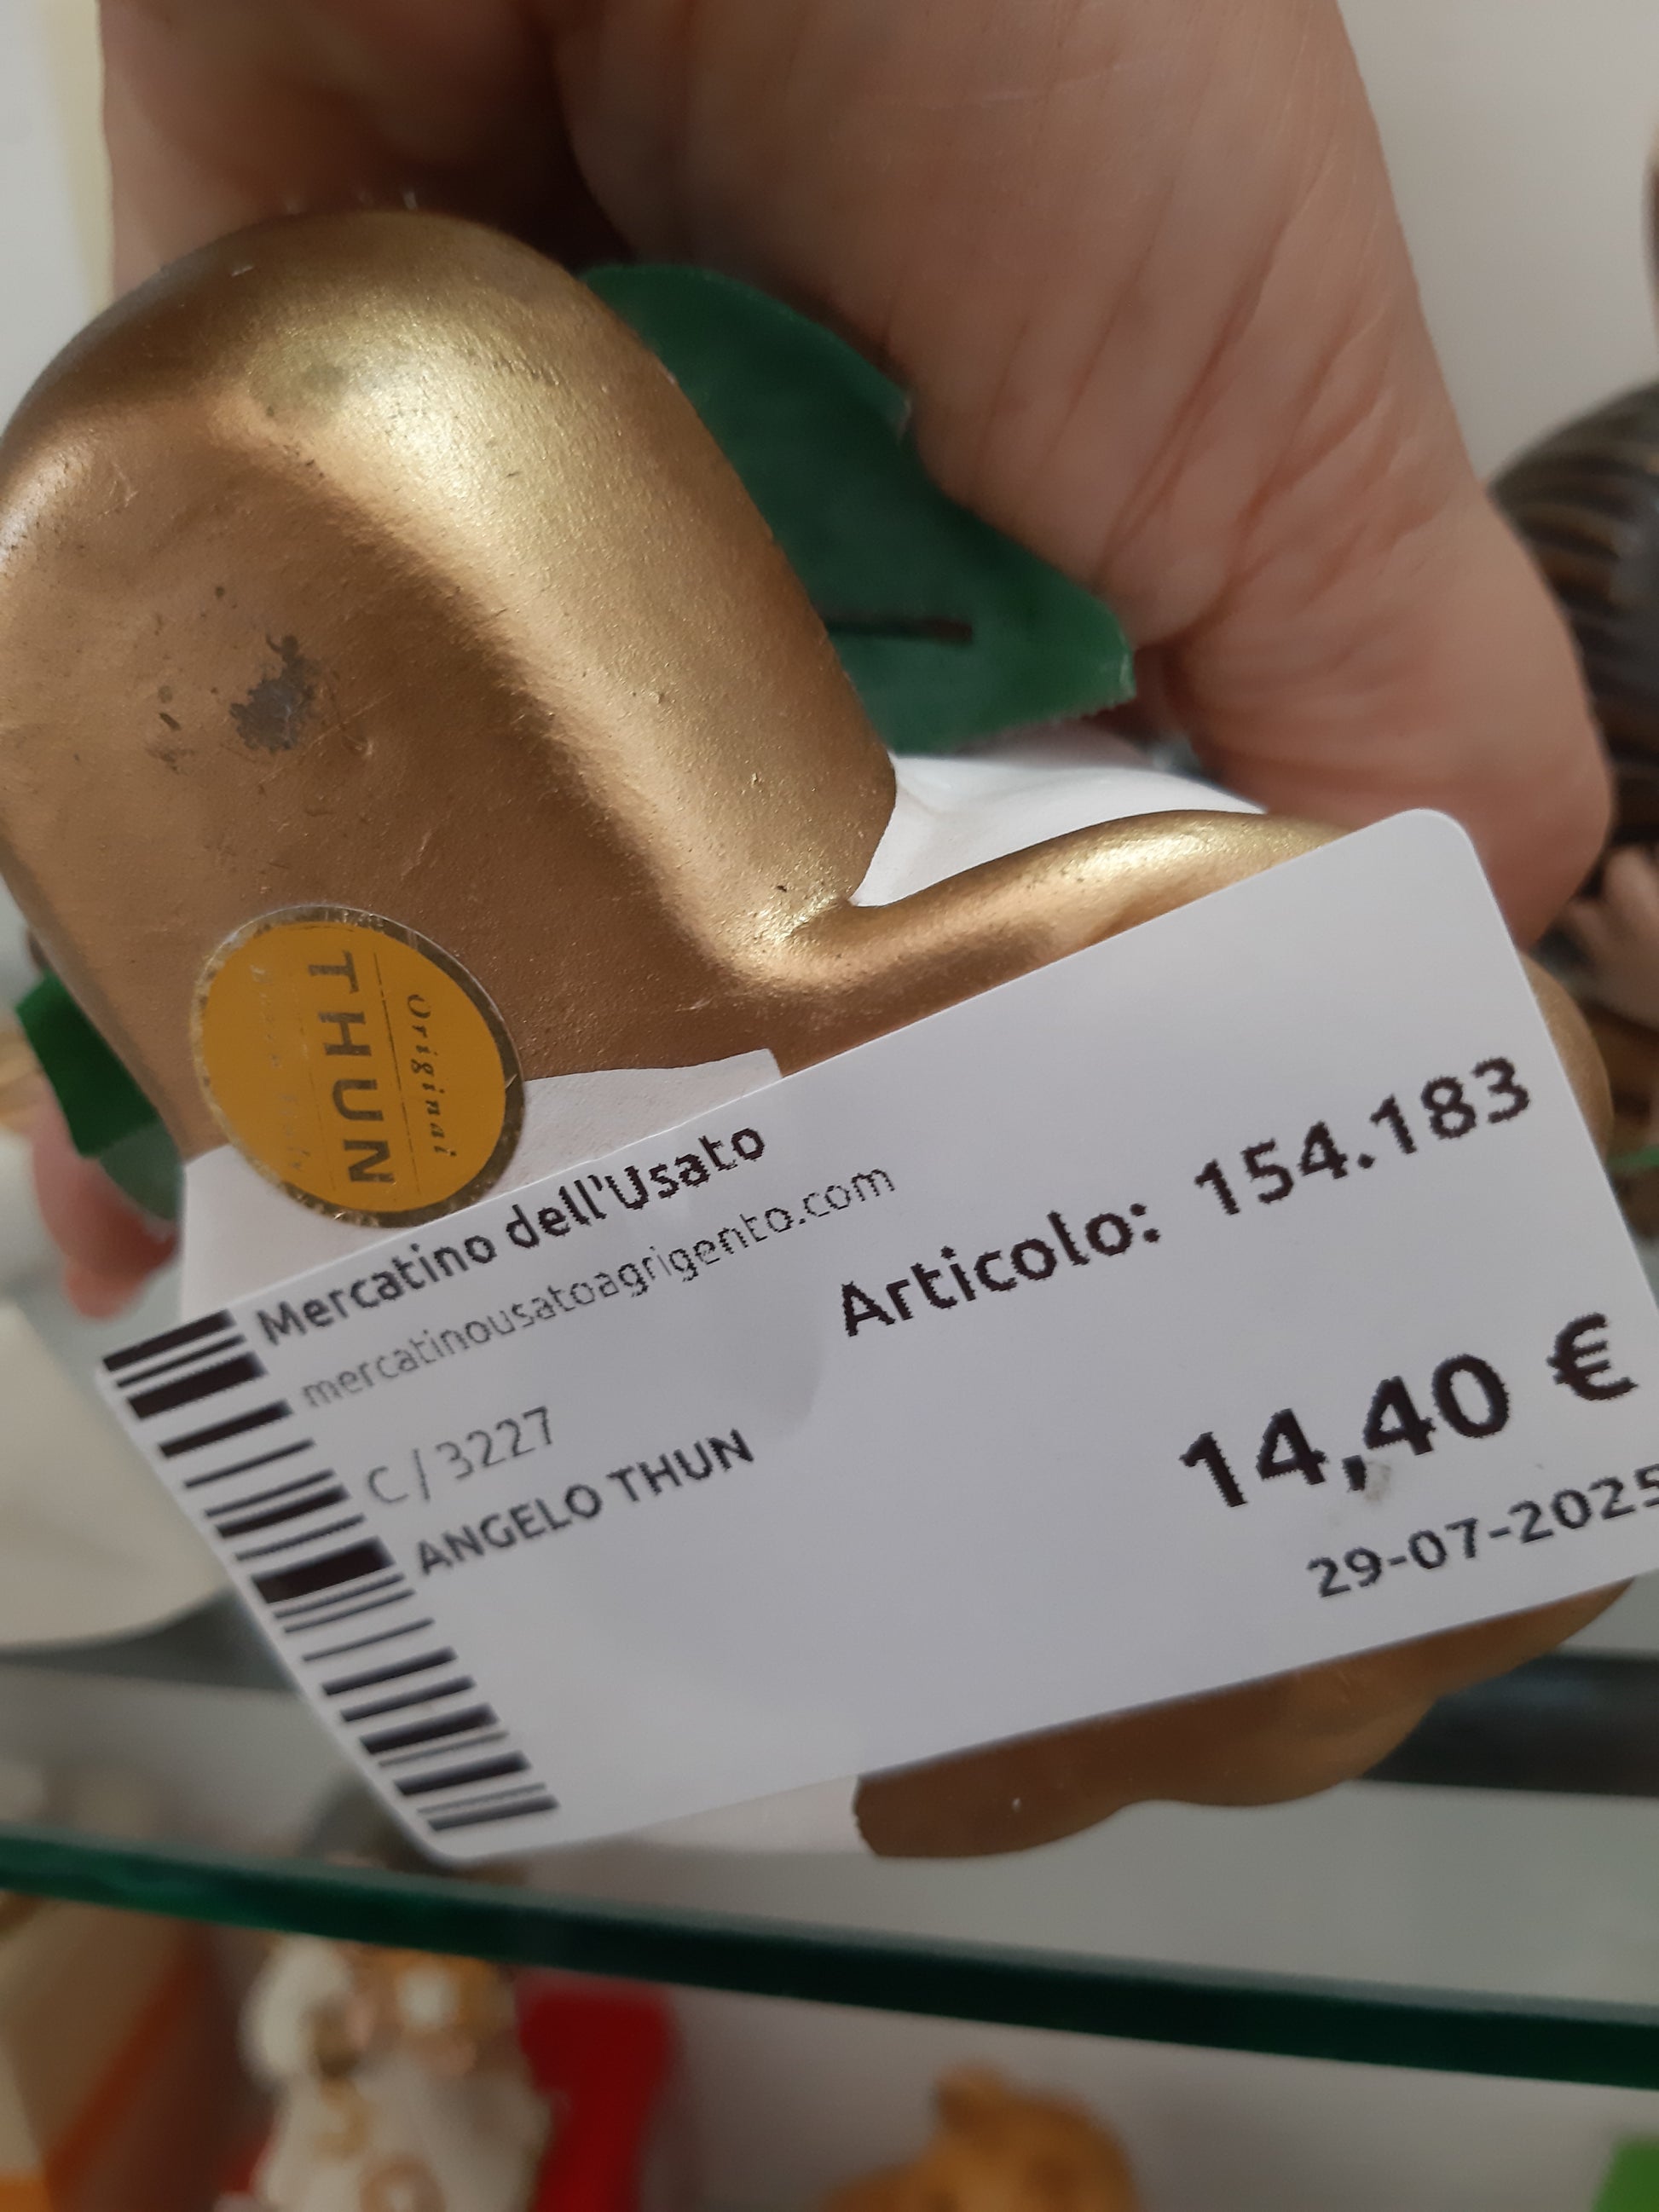 Original
THUN
Mercatino dell'Usato
mercatinousatoagrigento.com
Articolo: 154.183
C / 3227
ANGELO THUN
14,40 €
29-07-2025